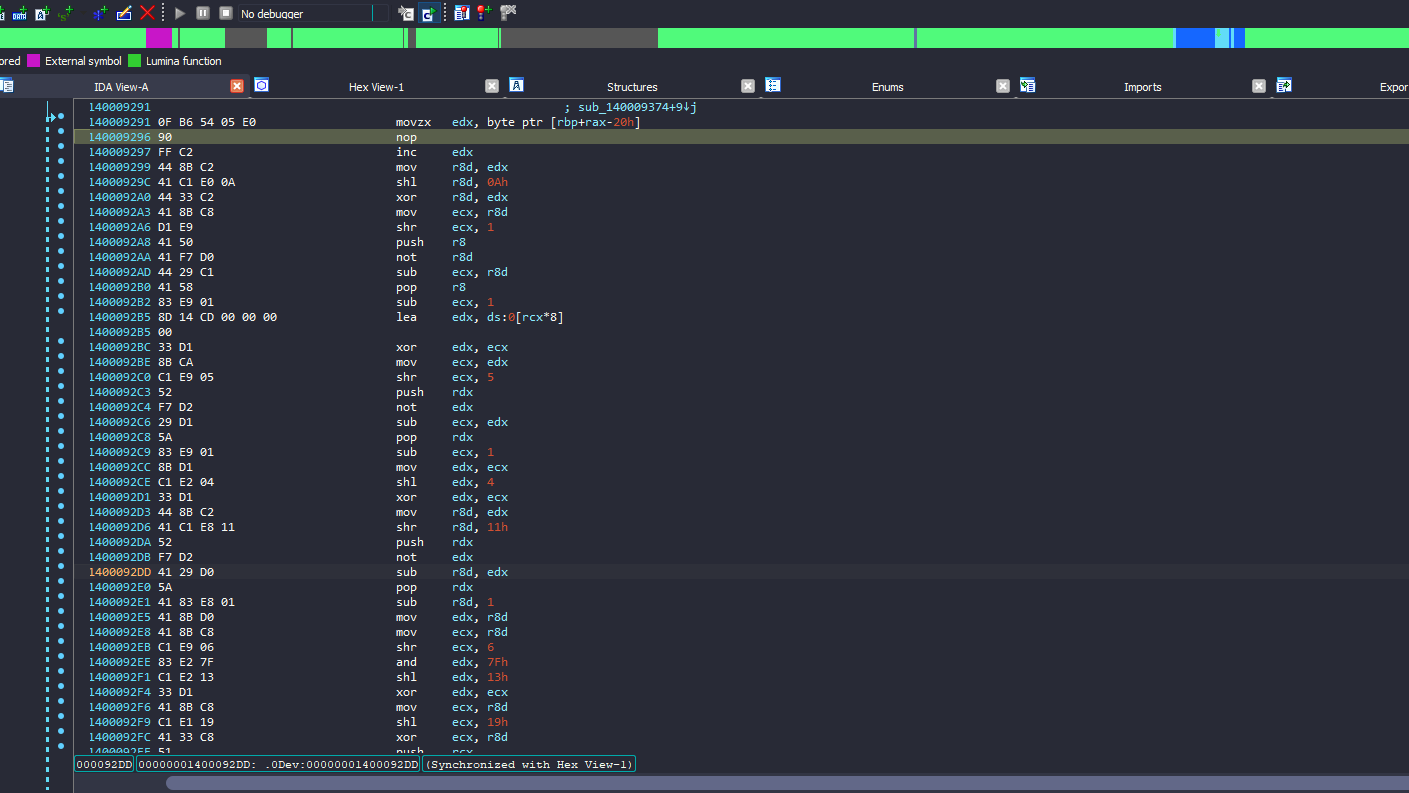 No debugger
ored External symbol Lumina function
IDA View-A Hex View-1 Structures Enums Imports Expor
140009291 ; sub_140009374+9↓j
140009291 0F B6 54 05 E0 movzx edx, byte ptr [rbp+rax-20h]
140009296 90 nop
140009297 FF C2 inc edx
140009299 44 8B C2 mov r8d, edx
14000929C 41 C1 E0 0A shl r8d, 0Ah
1400092A0 44 33 C2 xor r8d, edx
1400092A3 41 8B C8 mov ecx, r8d
1400092A6 D1 E9 shr ecx, 1
1400092A8 41 50 push r8
1400092AA 41 F7 D0 not r8d
1400092AD 44 29 C1 sub ecx, r8d
1400092B0 41 58 pop r8
1400092B2 83 E9 01 sub ecx, 1
1400092B5 8D 14 CD 00 00 00 lea edx, ds:0[rcx*8]
1400092B5 00
1400092BC 33 D1 xor edx, ecx
1400092BE 8B CA mov ecx, edx
1400092C0 C1 E9 05 shr ecx, 5
1400092C3 52 push rdx
1400092C4 F7 D2 not edx
1400092C6 29 D1 sub ecx, edx
1400092C8 5A pop rdx
1400092C9 83 E9 01 sub ecx, 1
1400092CC 8B D1 mov edx, ecx
1400092CE C1 E2 04 shl edx, 4
1400092D1 33 D1 xor edx, ecx
1400092D3 44 8B C2 mov r8d, edx
1400092D6 41 C1 E8 11 shr r8d, 11h
1400092DA 52 push rdx
1400092DB F7 D2 not edx
1400092DD 41 29 D0 sub r8d, edx
1400092E0 5A pop rdx
1400092E1 41 83 E8 01 sub r8d, 1
1400092E5 41 8B D0 mov edx, r8d
1400092E8 41 8B C8 mov ecx, r8d
1400092EB C1 E9 06 shr ecx, 6
1400092EE 83 E2 7F and edx, 7Fh
1400092F1 C1 E2 13 shl edx, 13h
1400092F4 33 D1 xor edx, ecx
1400092F6 41 8B C8 mov ecx, r8d
1400092F9 C1 E1 19 shl ecx, 19h
1400092FC 41 33 C8 xor ecx, r8d
1400092FF 51 push rcx
000092DD 00000001400092DD: .0Dev:00000001400092DD (Synchronized with Hex View-1)